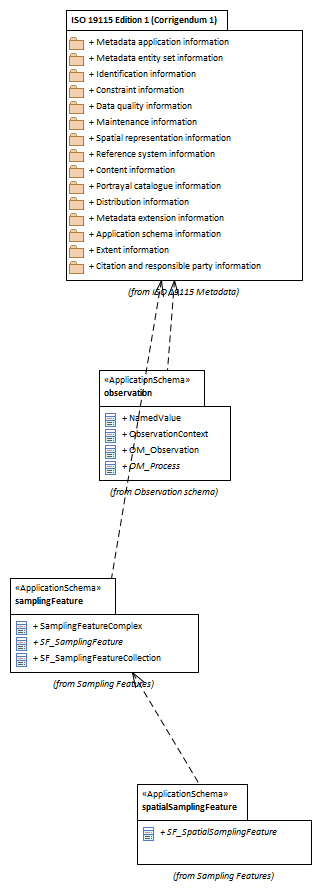 ISO 19115 Edition 1 (Corrigendum 1)
+ Metadata application information
+ Metadata entity set information
+ Identification information
+ Constraint information
+ Data quality information
+ Maintenance information
+ Spatial representation information
+ Reference system information
+ Content information
+ Portrayal catalogue information
+ Distribution information
+ Metadata extension information
+ Application schema information
+ Extent information
+ Citation and responsible party information
(from ISO 19115 Metadata)
«ApplicationSchema»
observation
+ NamedValue
+ ObservationContext
+ OM_Observation
+ OM_Process
(from Observation schema)
«ApplicationSchema»
samplingFeature
+ SamplingFeatureComplex
+ SF_SamplingFeature
+ SF_SamplingFeatureCollection
(from Sampling Features)
«ApplicationSchema»
spatialSamplingFeature
+ SF_SpatialSamplingFeature
(from Sampling Features)